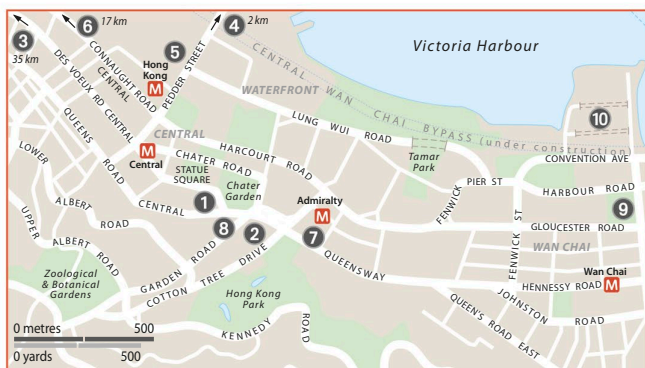 3
35 km
6
17 km
4
2 km
5
Hong
Kong
M
DES VOEUX RD CENTRAL
CONNAUGHT ROAD
CENTRAL
PEDDER STREET
QUEENS ROAD
CENTRAL
Victoria Harbour
WATERFRONT
CENTRAL WAN CHAI BYPASS (under construction)
10
LUNG WUI ROAD
CENTRAL
M
Central
HARCOURT ROAD
CHATER ROAD
STATUE
SQUARE
Chater
Garden
Tamar
Park
CONVENTION AVE
FENWICK
PIER ST
HARBOUR ROAD
LOWER
ALBERT
ROAD
UPPER
ALBERT ROAD
1
Admiralty
M
9
GLOUCESTER ROAD
WAN CHAI
FENWICK ST
8
2
7
GARDEN ROAD
COTTON TREE DRIVE
QUEENSWAY
Wan Chai
M
HENNESSY ROAD
Zoological
& Botanical
Gardens
Hong Kong
Park
JOHNSTON
ROAD
QUEEN'S ROAD EAST
KENNEDY
ROAD
0 metres 500
0 yards 500